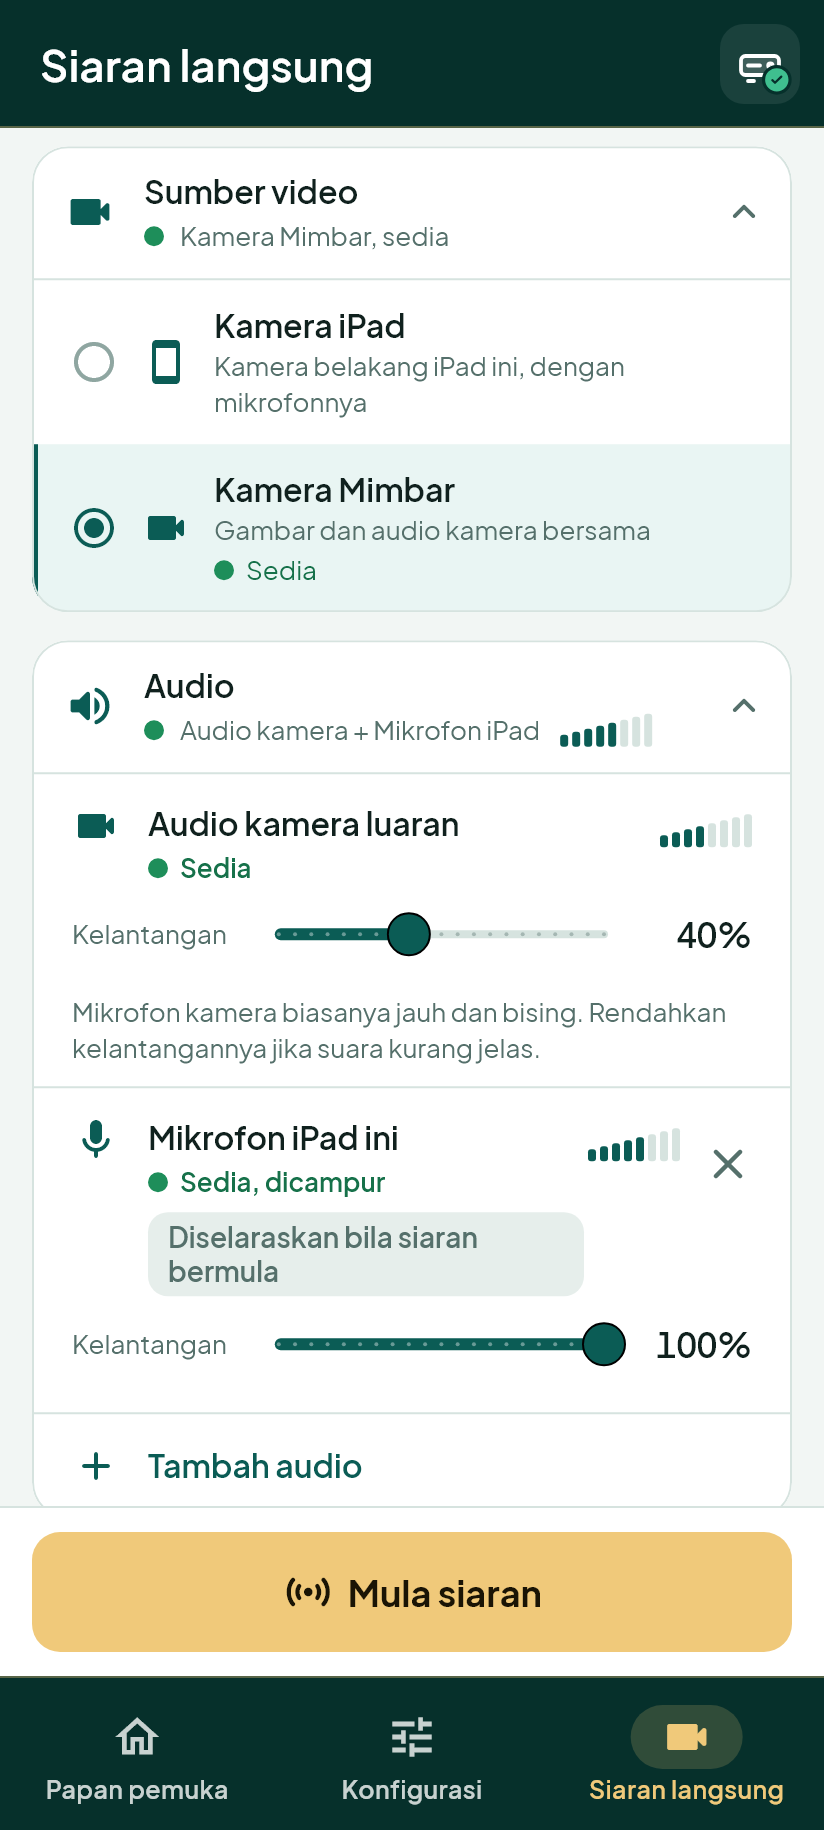 Siaran langsung
Sumber video
Kamera Mimbar, sedia
Kamera iPad
Kamera belakang iPad ini, dengan
mikrofonnya
Kamera Mimbar
Gambar dan audio kamera bersama
Sedia
Audio
Audio kamera + Mikrofon iPad
Audio kamera luaran
Sedia
Kelantangan 40%
Mikrofon kamera biasanya jauh dan bising. Rendahkan
kelantangannya jika suara kurang jelas.
Mikrofon iPad ini
Sedia, dicampur
Diselaraskan bila siaran
bermula
Kelantangan 100%
Tambah audio
Mula siaran
Papan pemuka Konfigurasi Siaran langsung